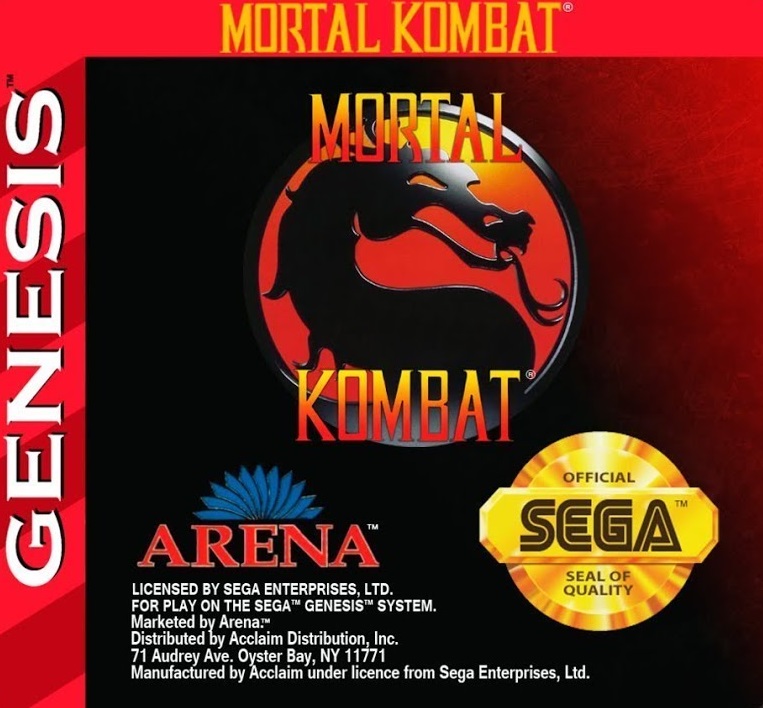 MORTAL KOMBAT®
GENESIS™
MORTAL
KOMBAT®
OFFICIAL
SEGA™
SEAL OF
QUALITY
ARENA™
LICENSED BY SEGA ENTERPRISES, LTD.
FOR PLAY ON THE SEGA™ GENESIS™ SYSTEM.
Marketed by Arena.™
Distributed by Acclaim Distribution, Inc.
71 Audrey Ave. Oyster Bay, NY 11771
Manufactured by Acclaim under licence from Sega Enterprises, Ltd.